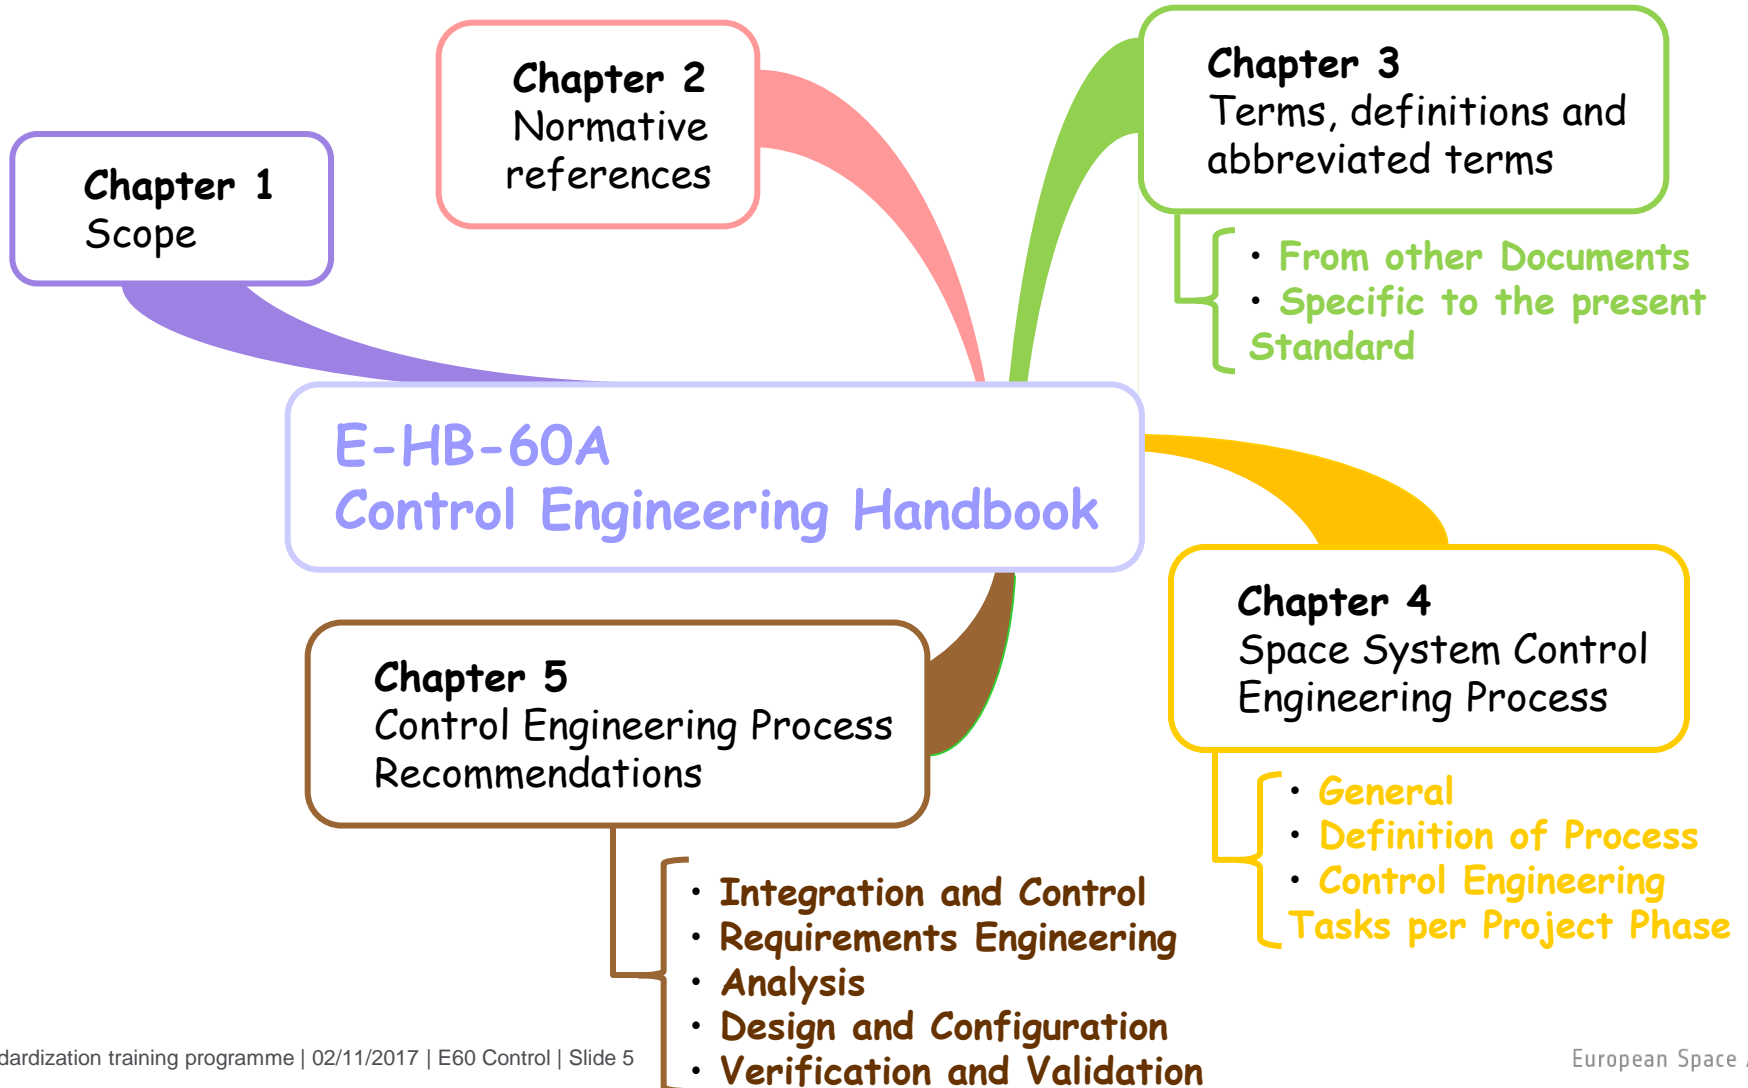 Chapter 1
Scope
Chapter 2
Normative
references
Chapter 3
Terms, definitions and
abbreviated terms
• From other Documents
• Specific to the present
Standard
E-HB-60A
Control Engineering Handbook
Chapter 4
Space System Control
Engineering Process
• General
• Definition of Process
• Control Engineering
Tasks per Project Phase
Chapter 5
Control Engineering Process
Recommendations
• Integration and Control
• Requirements Engineering
• Analysis
• Design and Configuration
• Verification and Validation
dardization training programme | 02/11/2017 | E60 Control | Slide 5
European Space